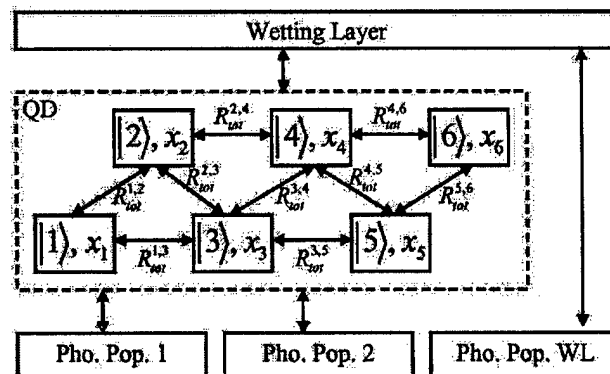 Wetting Layer
QD
|2⟩, x₂
R_tot^{2,4}
|4⟩, x₄
R_tot^{4,6}
|6⟩, x₆
R_tot^{1,2}
R_tot^{2,3}
R_tot^{3,4}
R_tot^{4,5}
R_tot^{5,6}
|1⟩, x₁
R_tot^{1,3}
|3⟩, x₃
R_tot^{3,5}
|5⟩, x₅
Pho. Pop. 1
Pho. Pop. 2
Pho. Pop. WL